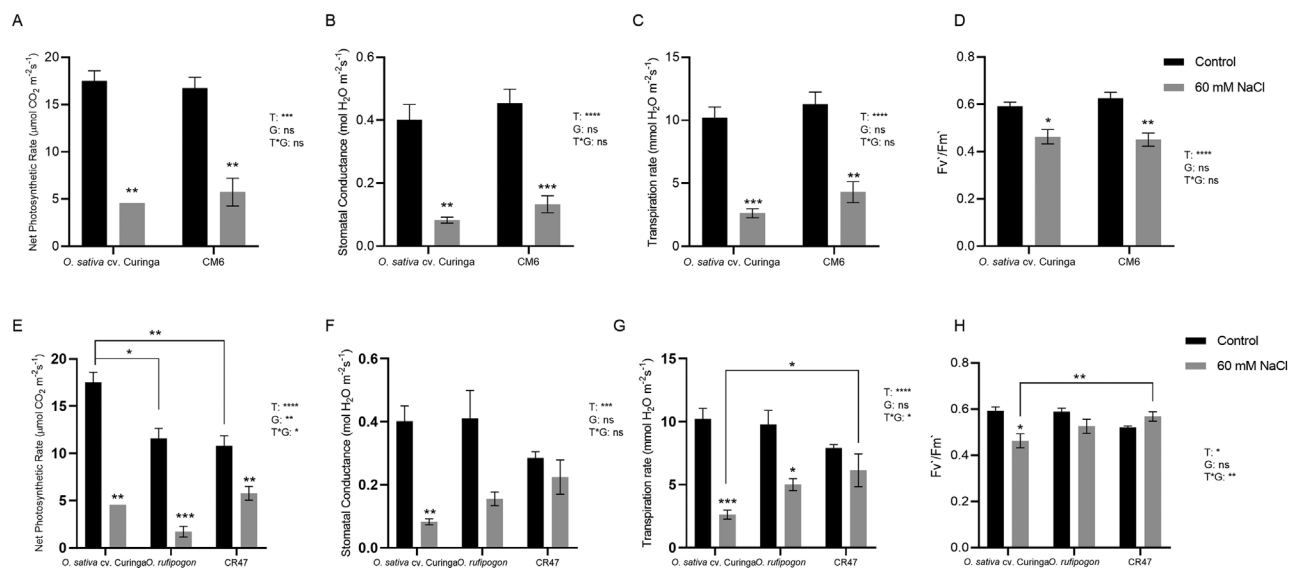 A
Net Photosynthetic Rate (μmol CO₂ m⁻²s⁻¹)
20
15
10
5
0
**
**
T: ***
G: ns
T*G: ns
O. sativa cv. Curinga
CM6
B
Stomatal Conductance (mol H₂O m⁻²s⁻¹)
0.6
0.4
0.2
0.0
**
***
T: ****
G: ns
T*G: ns
O. sativa cv. Curinga
CM6
C
Transpiration rate (mmol H₂O m⁻²s⁻¹)
15
10
5
0
***
**
T: ****
G: ns
T*G: ns
O. sativa cv. Curinga
CM6
D
Fv`/Fm`
0.8
0.6
0.4
0.2
0.0
*
**
Control
60 mM NaCl
T: ****
G: ns
T*G: ns
O. sativa cv. Curinga
CM6
E
Net Photosynthetic Rate (μmol CO₂ m⁻²s⁻¹)
20
15
10
5
0
**
*
**
***
**
T: ****
G: **
T*G: *
O. sativa cv. Curinga
O. rufipogon
CR47
F
Stomatal Conductance (mol H₂O m⁻²s⁻¹)
0.6
0.4
0.2
0.0
**
T: ***
G: ns
T*G: ns
O. sativa cv. Curinga
O. rufipogon
CR47
G
Transpiration rate (mmol H₂O m⁻²s⁻¹)
15
10
5
0
*
***
*
T: ****
G: ns
T*G: *
O. sativa cv. Curinga
O. rufipogon
CR47
H
Fv`/Fm`
0.8
0.6
0.4
0.2
0.0
**
*
Control
60 mM NaCl
T: *
G: ns
T*G: **
O. sativa cv. Curinga
O. rufipogon
CR47